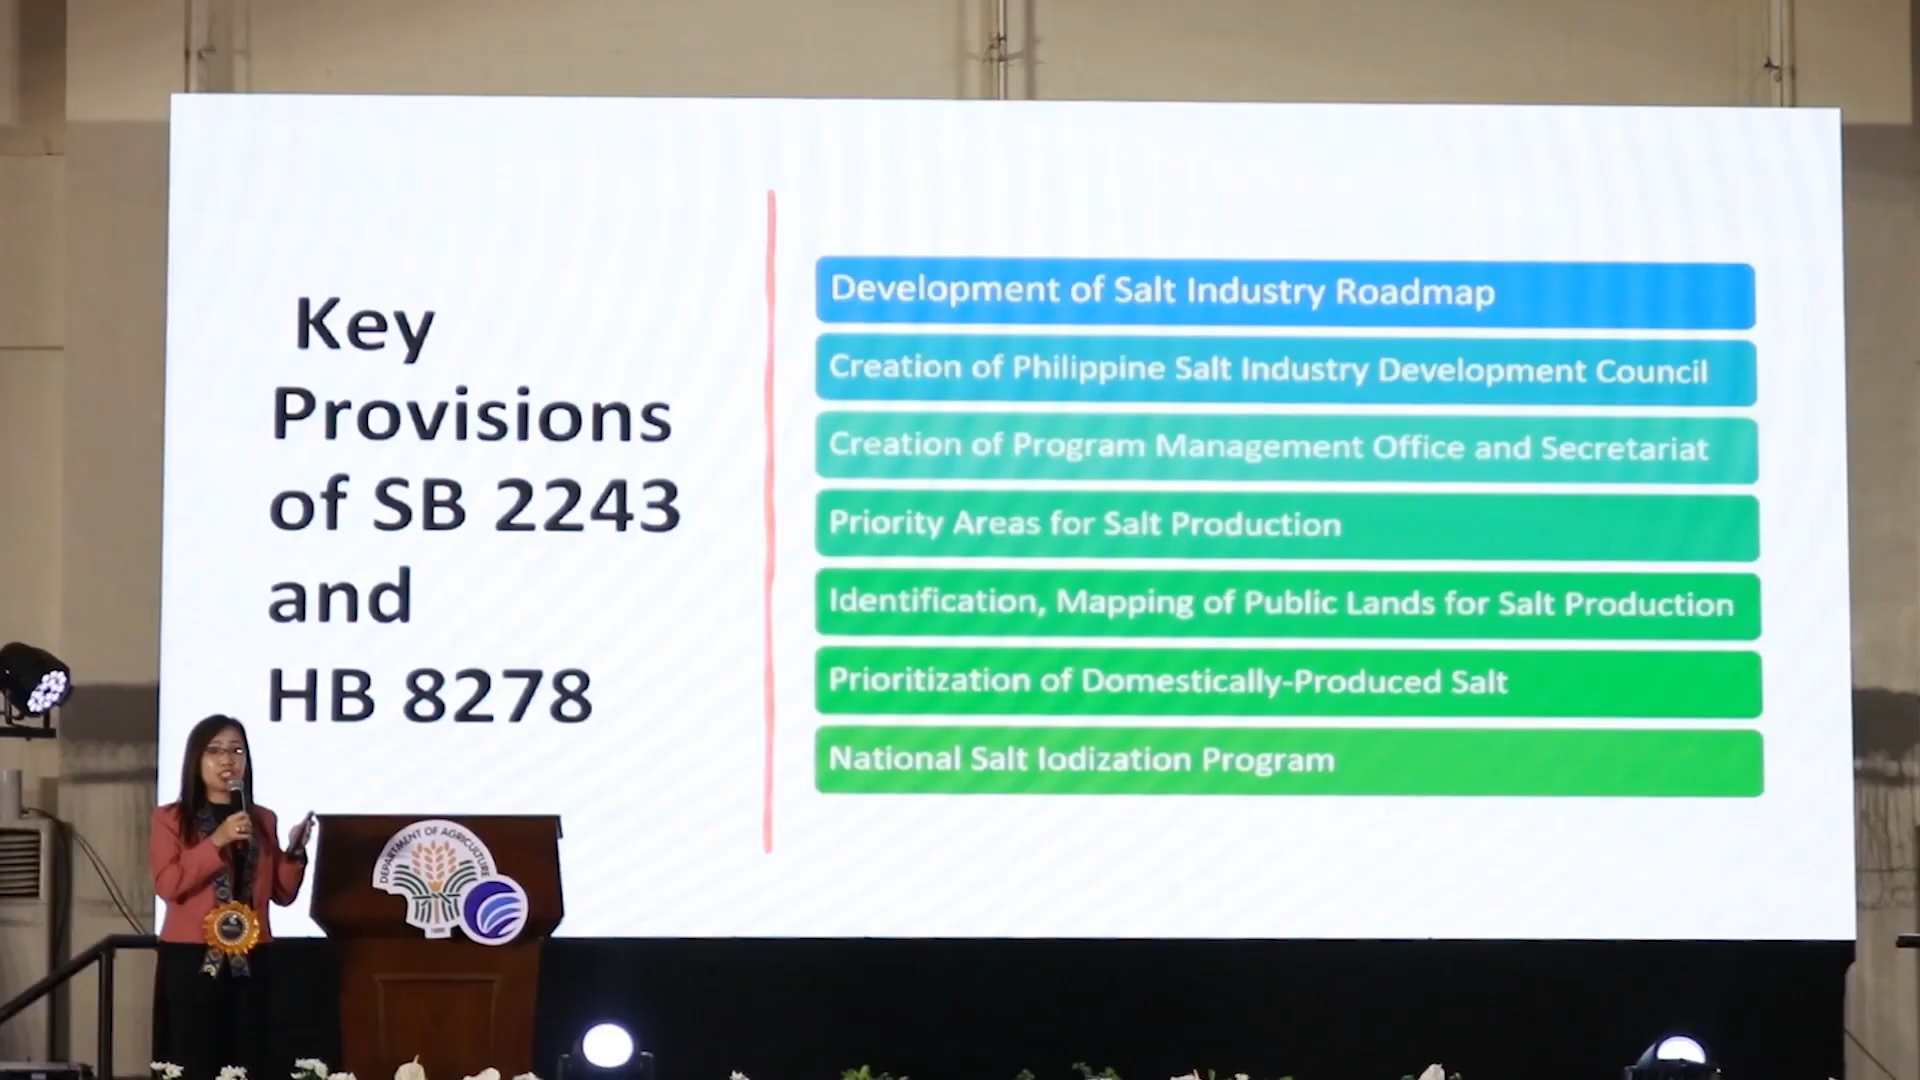 Key
Provisions
of SB 2243
and
HB 8278
Development of Salt Industry Roadmap
Creation of Philippine Salt Industry Development Council
Creation of Program Management Office and Secretariat
Priority Areas for Salt Production
Identification, Mapping of Public Lands for Salt Production
Prioritization of Domestically-Produced Salt
National Salt Iodization Program
DEPARTMENT OF AGRICULTURE